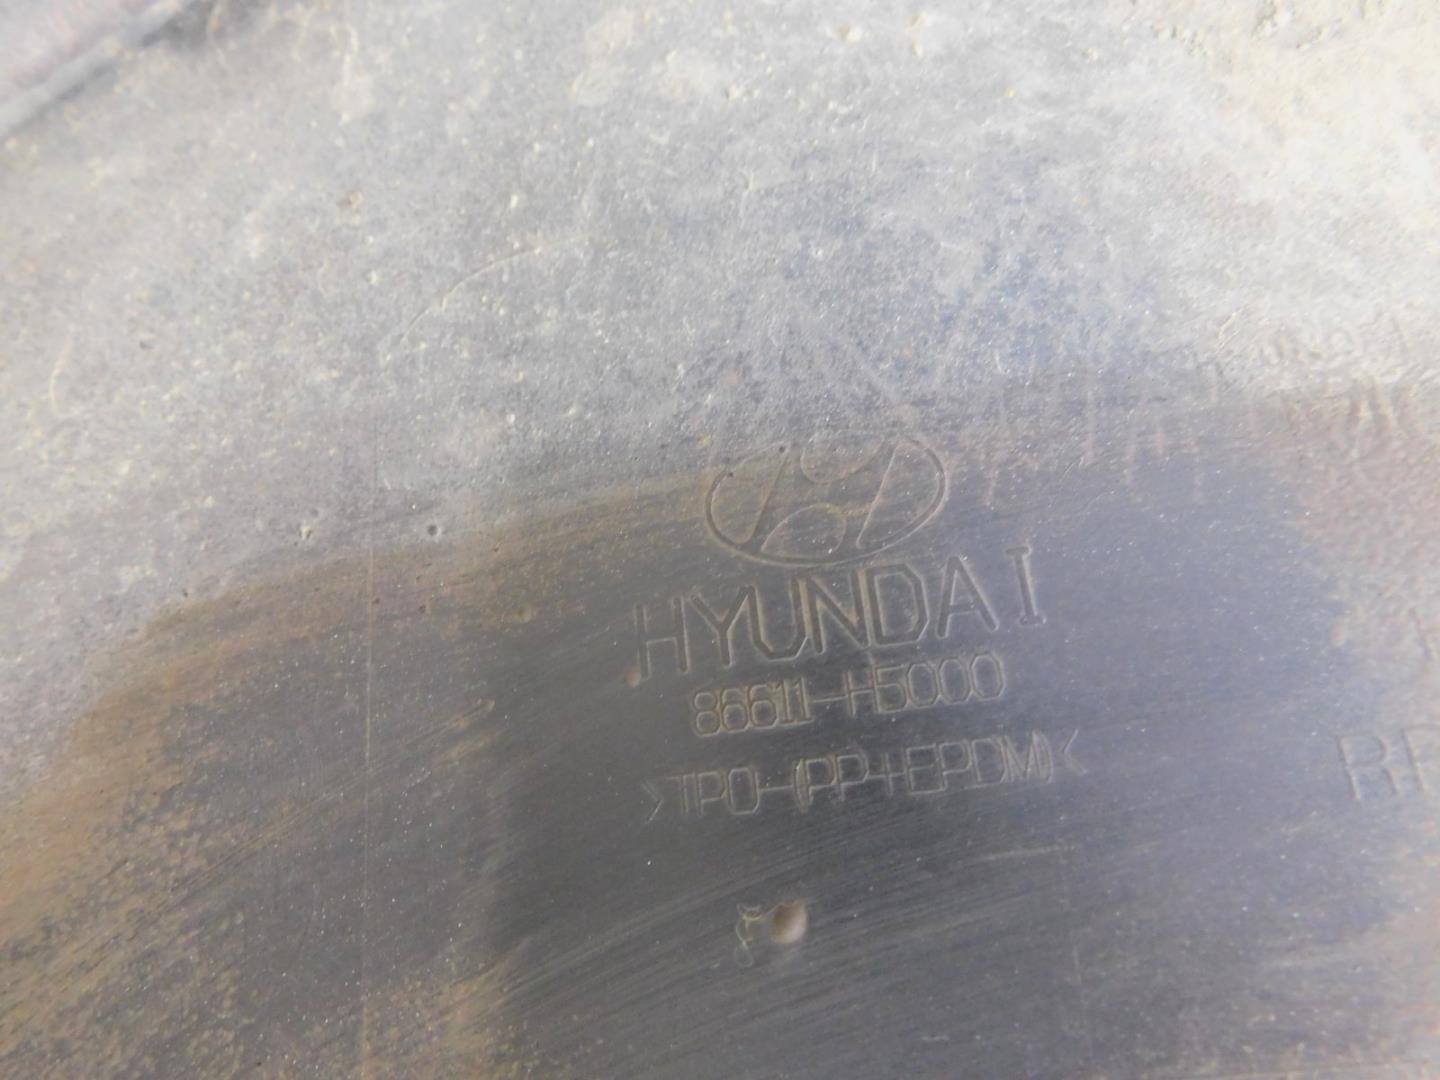 HYUNDAI
86611-H5000
>TPO-(PP+EPDM)<